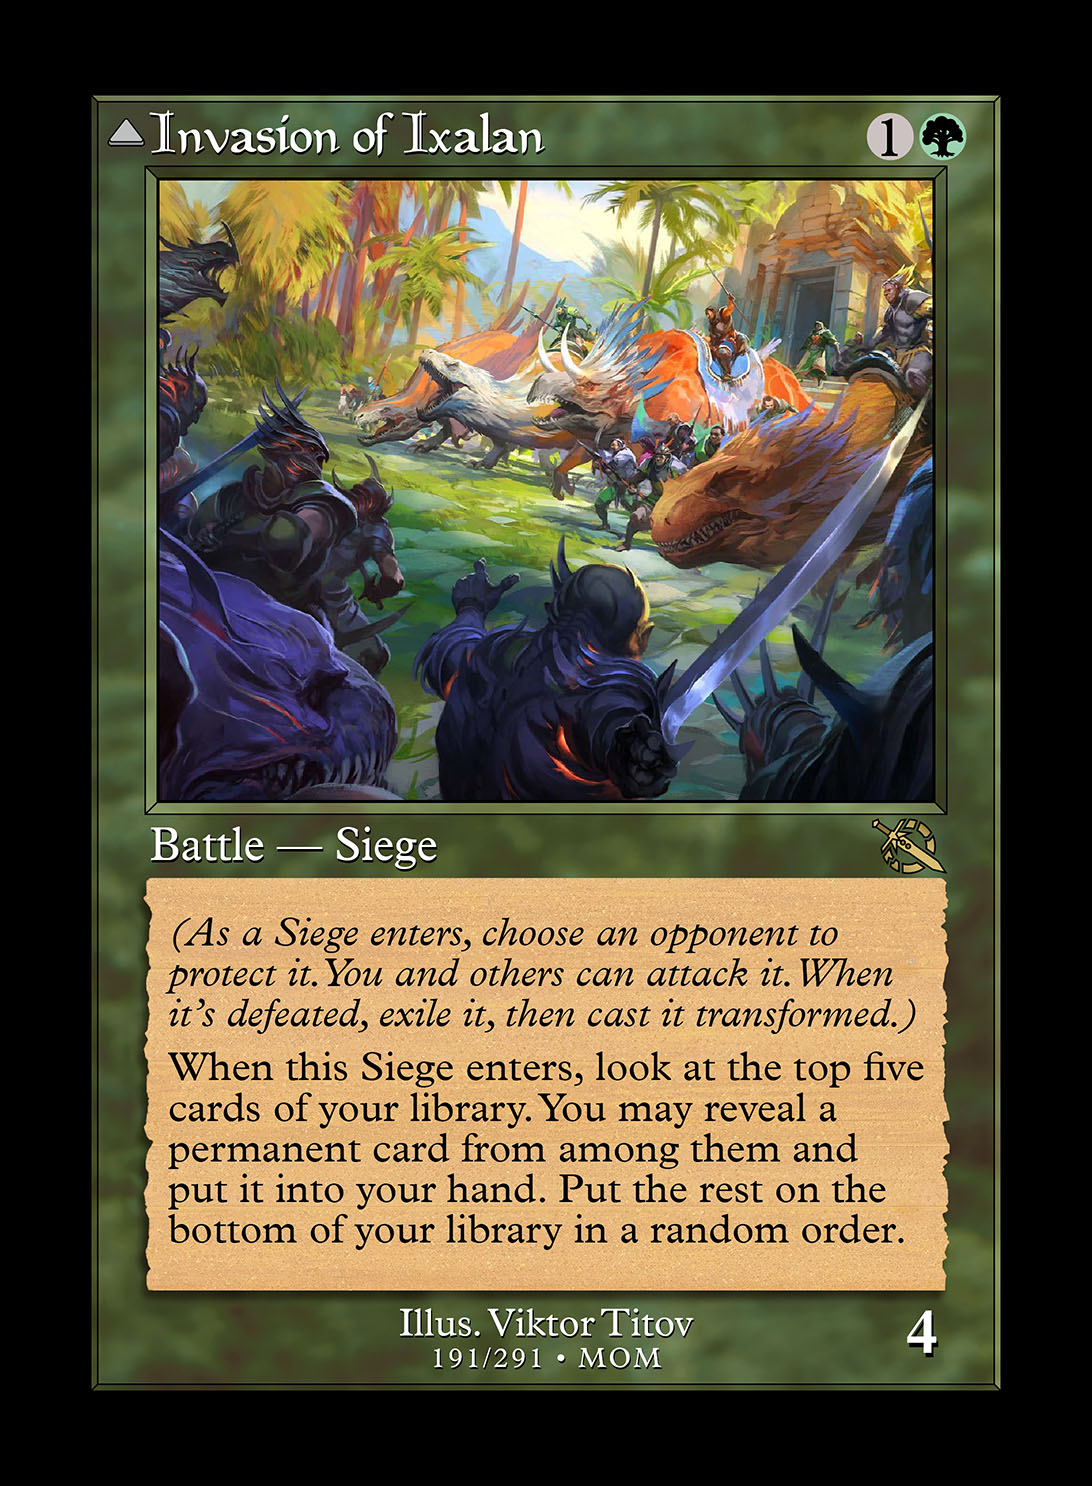 Invasion of Ixalan
1
Battle — Siege
(As a Siege enters, choose an opponent to
protect it. You and others can attack it. When
it's defeated, exile it, then cast it transformed.)
When this Siege enters, look at the top five
cards of your library. You may reveal a
permanent card from among them and
put it into your hand. Put the rest on the
bottom of your library in a random order.
Illus. Viktor Titov
191/291 • MOM
4